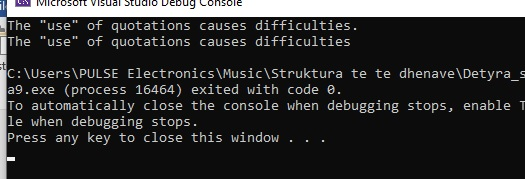 Microsoft Visual Studio Debug Console
The "use" of quotations causes difficulties.
The "use" of quotations causes difficulties
C:\Users\PULSE Electronics\Music\Struktura te te dhenave\Detyra_s
a9.exe (process 16464) exited with code 0.
To automatically close the console when debugging stops, enable T
le when debugging stops.
Press any key to close this window . . .